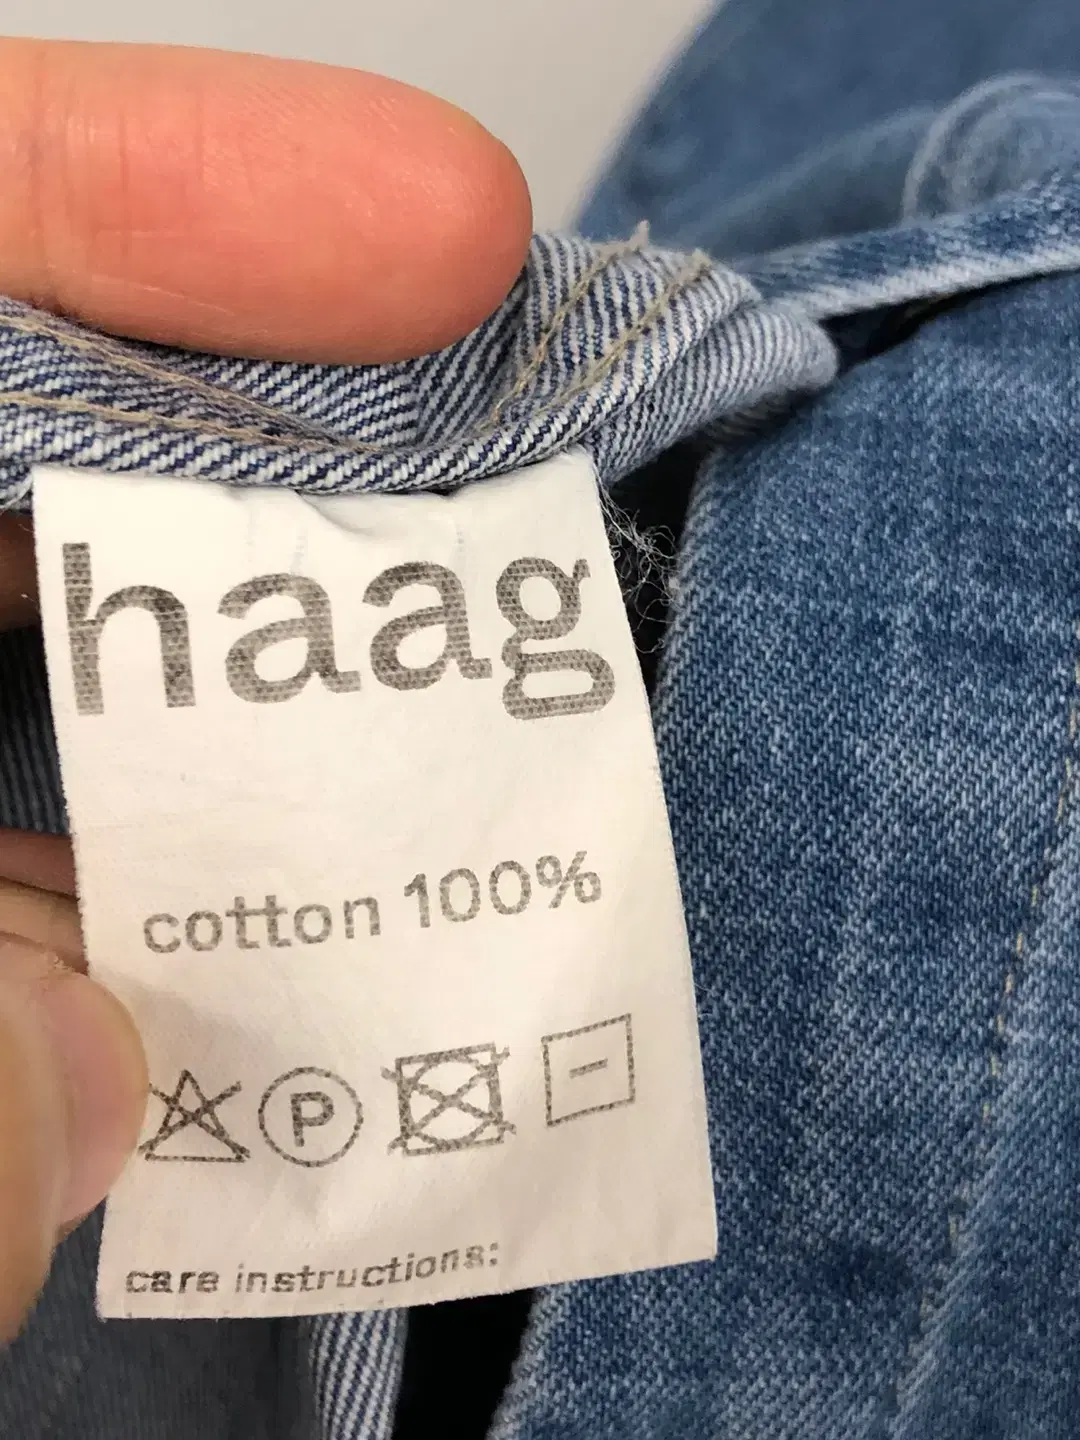 haag
cotton 100%
P
care instructions: